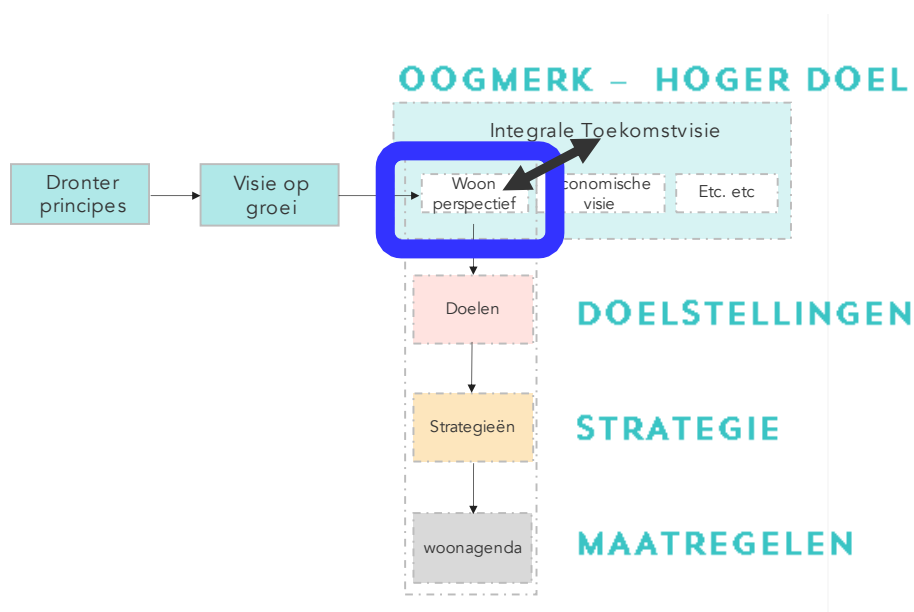 OOGMERK – HOGER DOEL
Integrale Toekomstvisie
Dronter
principes
Visie op
groei
Woon
perspectief
conomische
visie
Etc. etc
Doelen
DOELSTELLINGEN
Strategieën
STRATEGIE
woonagenda
MAATREGELEN